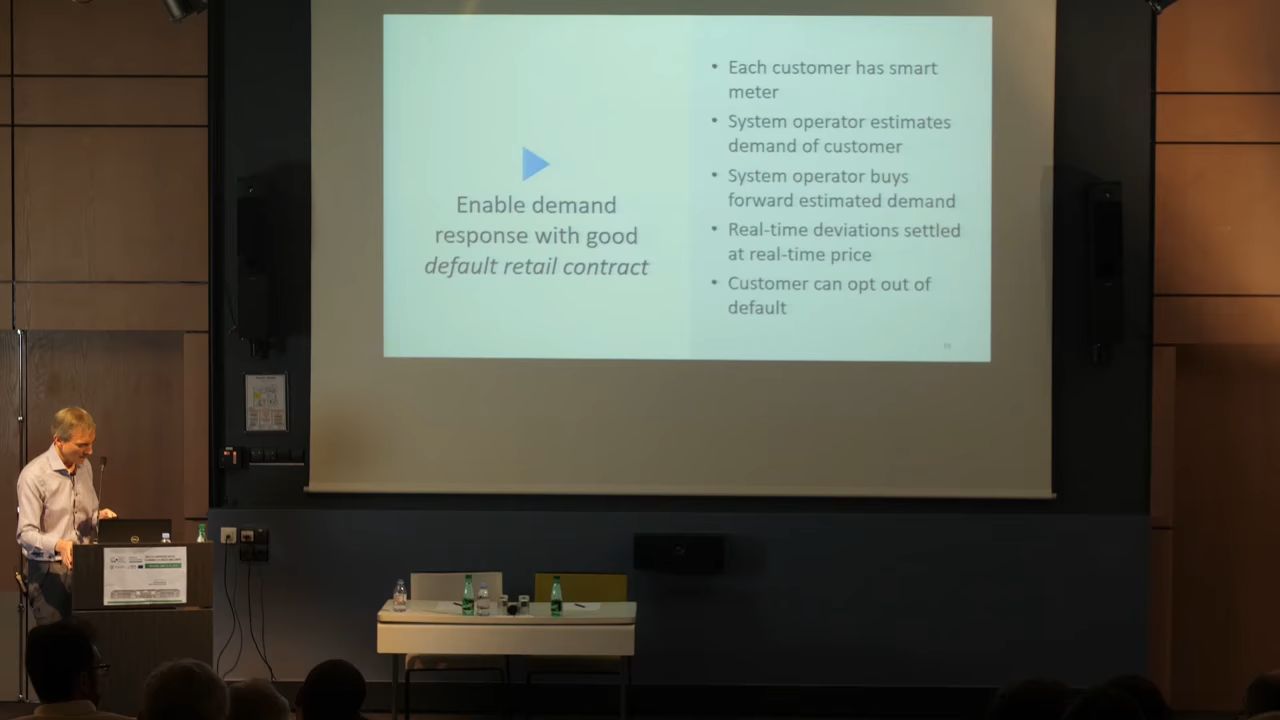 Enable demand
response with good
default retail contract
• Each customer has smart
meter
• System operator estimates
demand of customer
• System operator buys
forward estimated demand
• Real-time deviations settled
at real-time price
• Customer can opt out of
default